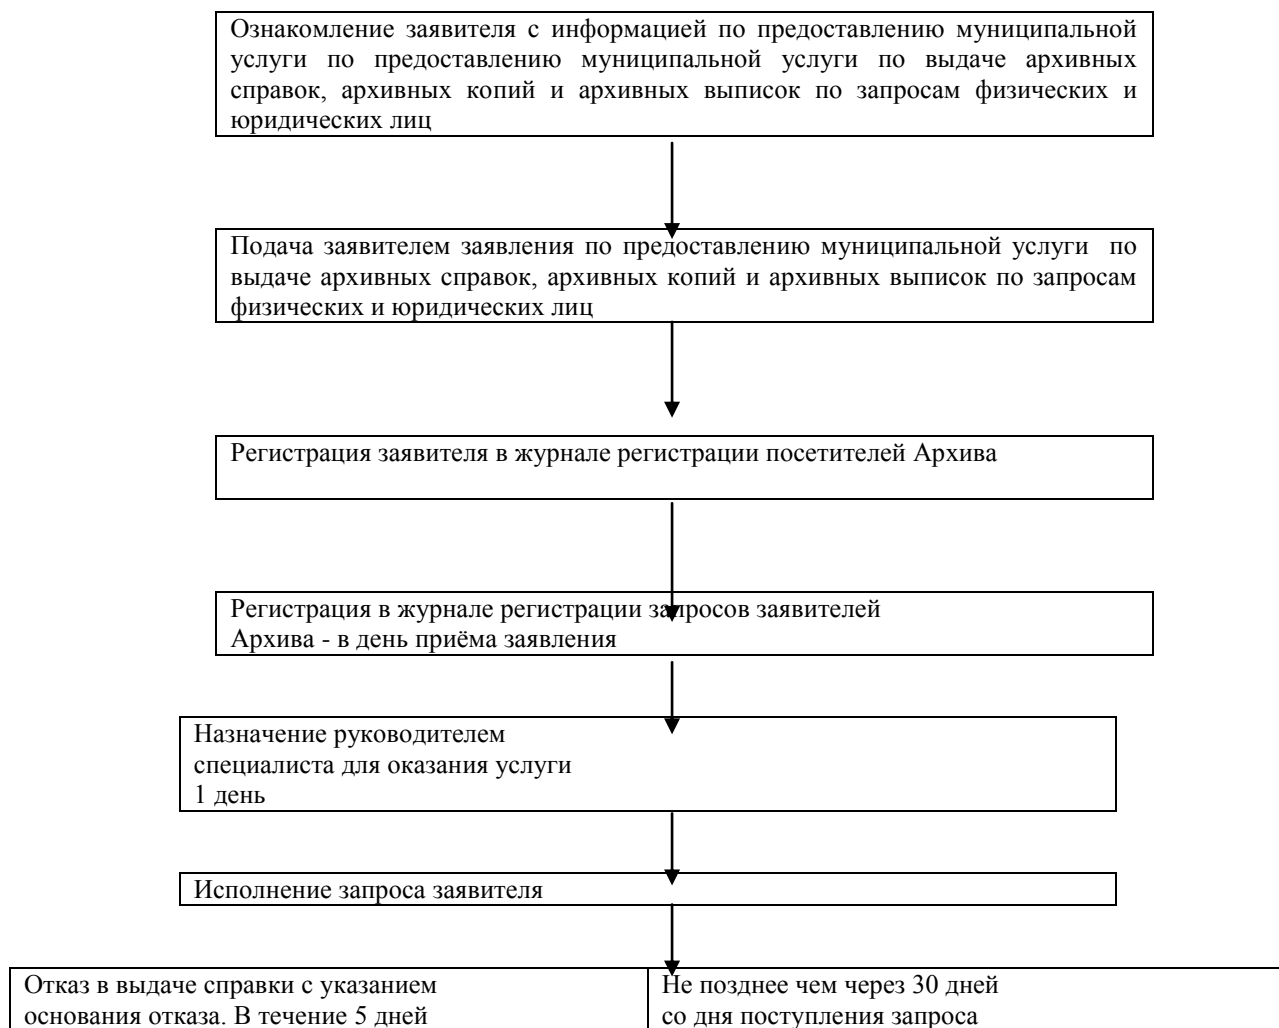 Ознакомление заявителя с информацией по предоставлению муниципальной
услуги по предоставлению муниципальной услуги по выдаче архивных
справок, архивных копий и архивных выписок по запросам физических и
юридических лиц
Подача заявителем заявления по предоставлению муниципальной услуги по
выдаче архивных справок, архивных копий и архивных выписок по запросам
физических и юридических лиц
Регистрация заявителя в журнале регистрации посетителей Архива
Регистрация в журнале регистрации запросов заявителей
Архива - в день приёма заявления
Назначение руководителем
специалиста для оказания услуги
1 день
Исполнение запроса заявителя
Отказ в выдаче справки с указанием
основания отказа. В течение 5 дней
Не позднее чем через 30 дней
со дня поступления запроса